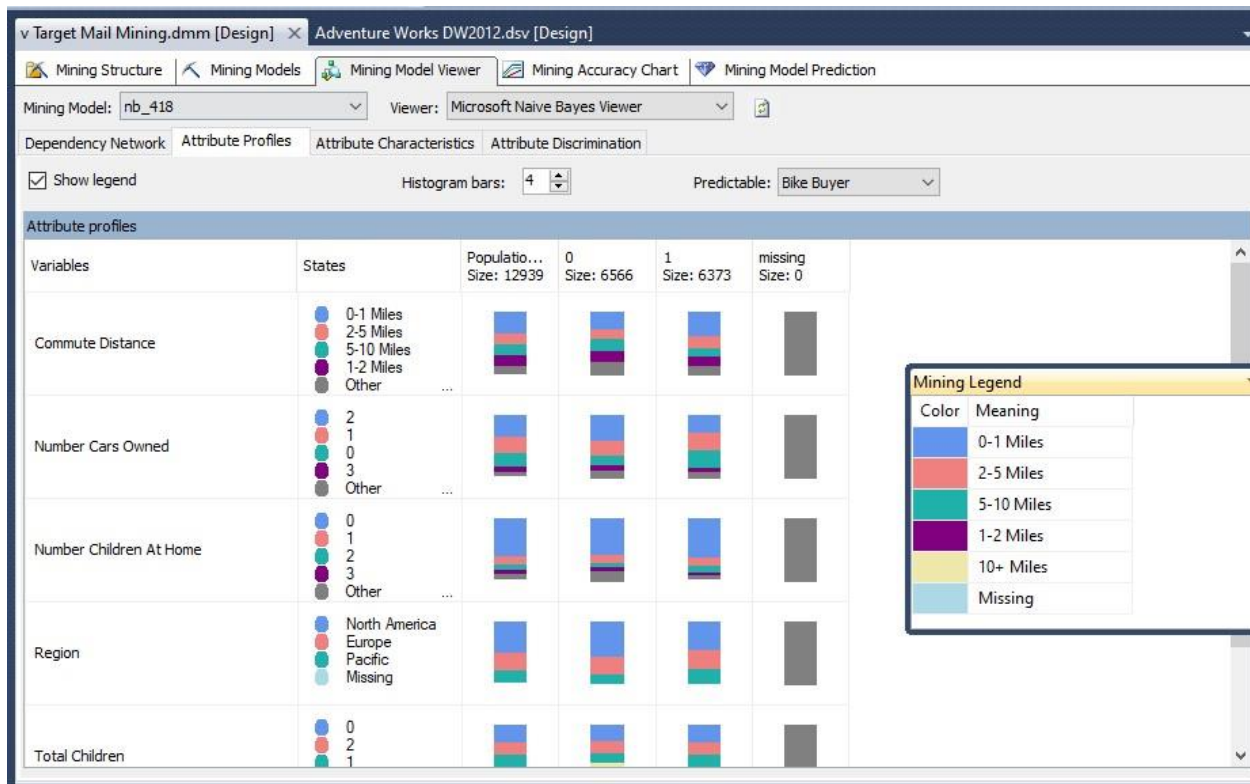 v Target Mail Mining.dmm [Design] Adventure Works DW2012.dsv [Design]
Mining Structure Mining Models Mining Model Viewer Mining Accuracy Chart Mining Model Prediction
Mining Model: nb_418 Viewer: Microsoft Naive Bayes Viewer
Dependency Network Attribute Profiles Attribute Characteristics Attribute Discrimination
Show legend Histogram bars: 4 Predictable: Bike Buyer
Attribute profiles
Variables States Populatio... 0 1 missing
Size: 12939 Size: 6566 Size: 6373 Size: 0
Commute Distance
0-1 Miles
2-5 Miles
5-10 Miles
1-2 Miles
Other ...
Number Cars Owned
2
1
0
3
Other ...
Number Children At Home
0
1
2
3
Other ...
Region
North America
Europe
Pacific
Missing
Total Children
0
2
1
Mining Legend
Color Meaning
0-1 Miles
2-5 Miles
5-10 Miles
1-2 Miles
10+ Miles
Missing